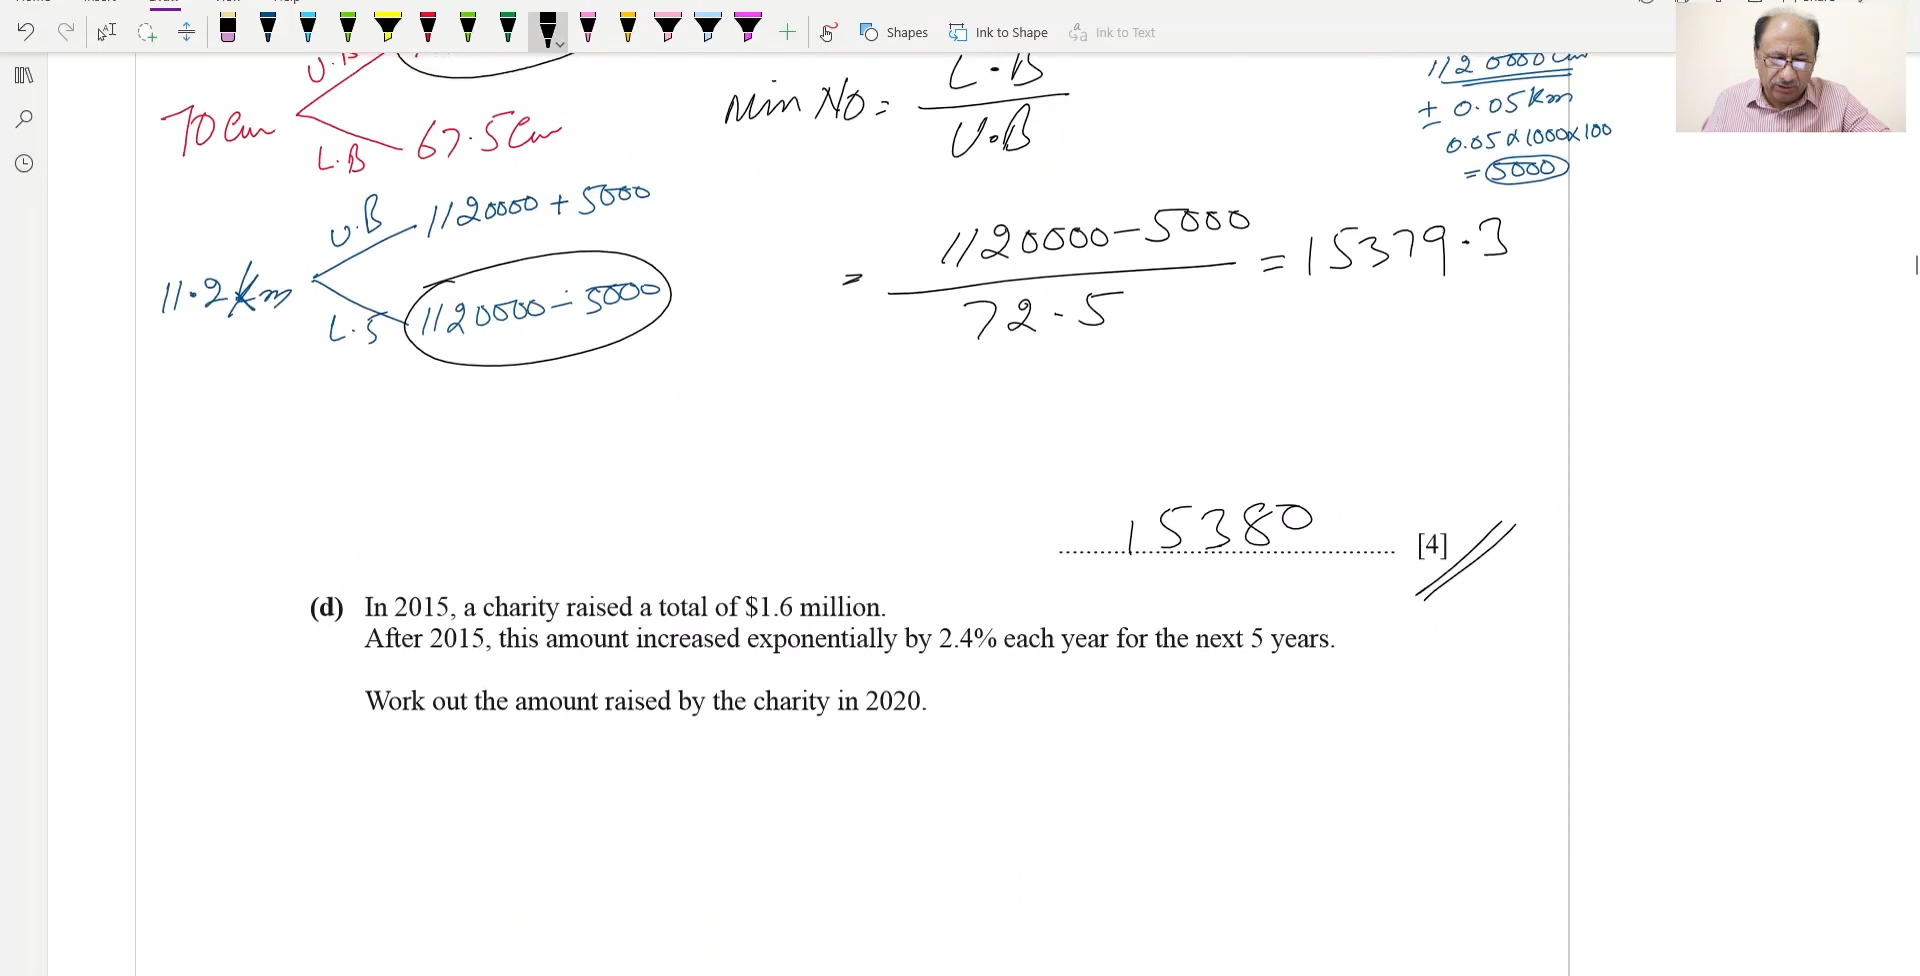 Shapes Ink to Shape Ink to Text
U.B
70 cm
L.B 67.5 cm
Min No = L.B
U.B
1120000 cm
± 0.05 km
0.05 x 1000 x 100
= 5000
11.2 km
U.B 1120000 + 5000
L.B 1120000 - 5000
= 1120000 - 5000
72.5
= 15379.3
15380 [4]
(d) In 2015, a charity raised a total of $1.6 million.
After 2015, this amount increased exponentially by 2.4% each year for the next 5 years.
Work out the amount raised by the charity in 2020.